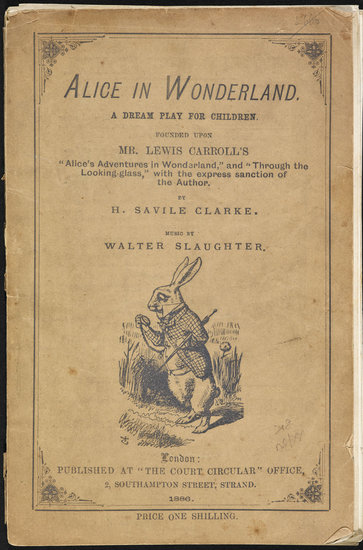 ALICE IN WONDERLAND.
A DREAM PLAY FOR CHILDREN.
FOUNDED UPON
MR. LEWIS CARROLL'S
"Alice's Adventures in Wonderland," and "Through the
Looking-glass," with the express sanction of
the Author.
BY
H. SAVILE CLARKE.
MUSIC BY
WALTER SLAUGHTER.
London:
PUBLISHED AT "THE COURT CIRCULAR" OFFICE,
2, SOUTHAMPTON STREET, STRAND.
1886.
PRICE ONE SHILLING.